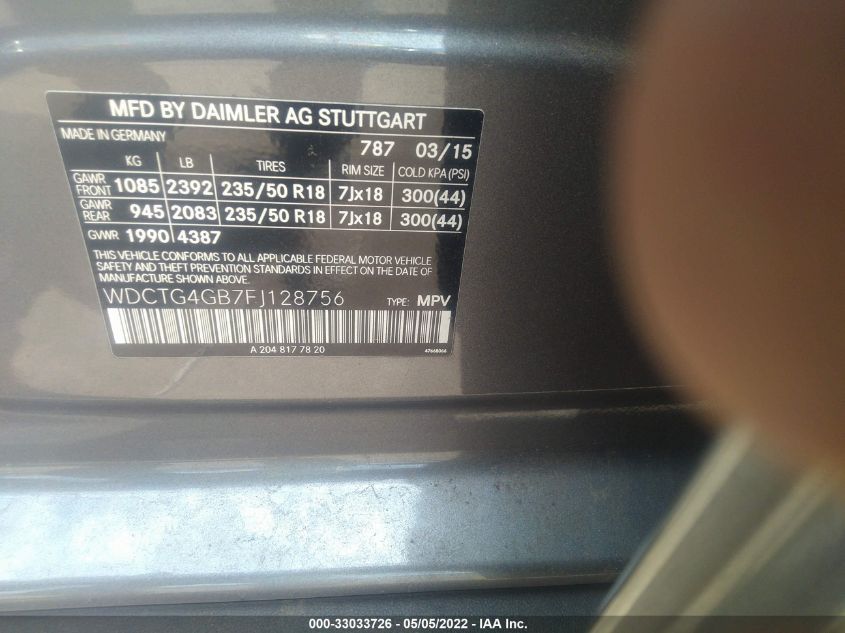 MFD BY DAIMLER AG STUTTGART
MADE IN GERMANY 787 03/15
KG LB TIRES RIM SIZE COLD KPA (PSI)
GAWR FRONT 1085 2392 235/50 R18 7Jx18 300(44)
GAWR REAR 945 2083 235/50 R18 7Jx18 300(44)
GVWR 1990 4387
THIS VEHICLE CONFORMS TO ALL APPLICABLE FEDERAL MOTOR VEHICLE
SAFETY AND THEFT PREVENTION STANDARDS IN EFFECT ON THE DATE OF
MANUFACTURE SHOWN ABOVE.
WDCTG4GB7FJ128756 TYPE: MPV
A 204 817 78 20 47668066
000-33033726 - 05/05/2022 - IAA Inc.